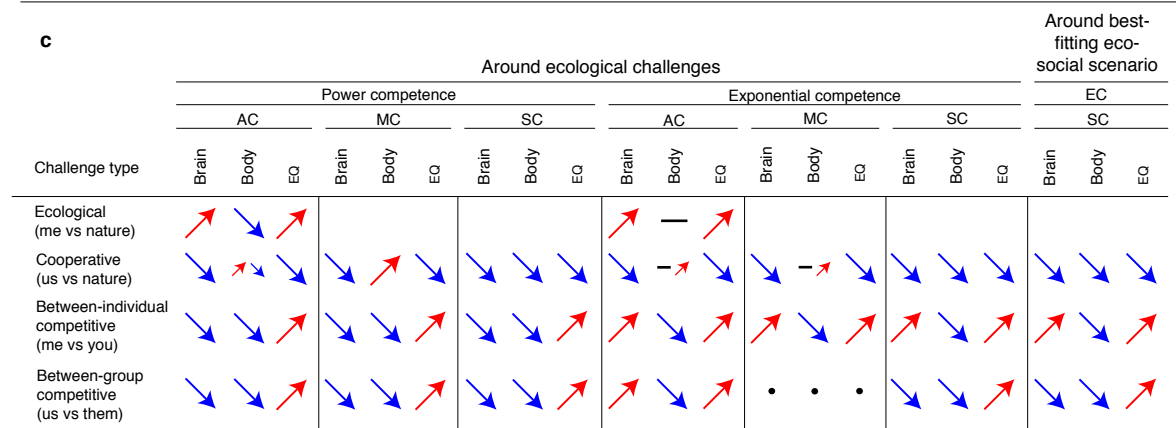 c
Around best-
fitting eco-
social scenario
Around ecological challenges
Power competence
Exponential competence
EC
AC
MC
SC
AC
MC
SC
SC
Challenge type
Brain
Body
EQ
Brain
Body
EQ
Brain
Body
EQ
Brain
Body
EQ
Brain
Body
EQ
Brain
Body
EQ
Brain
Body
EQ
Ecological
(me vs nature)
Cooperative
(us vs nature)
Between-individual
competitive
(me vs you)
Between-group
competitive
(us vs them)